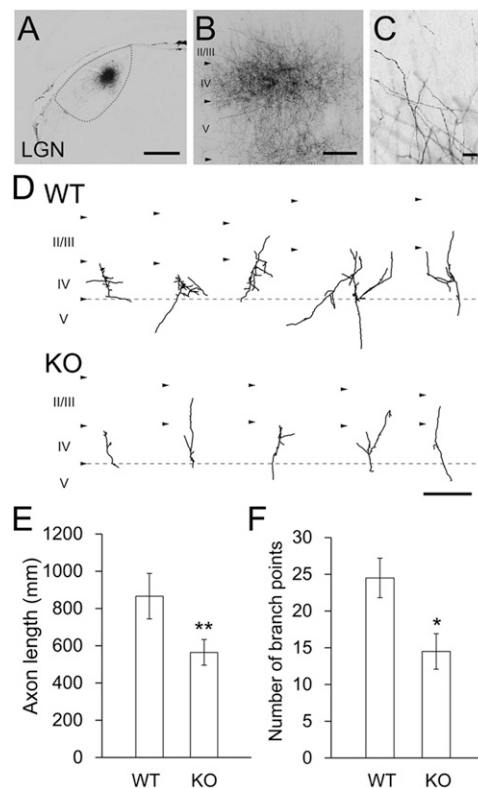 A
B
C
II/III
IV
V
LGN
D
WT
II/III
IV
V
KO
II/III
IV
V
E
F
1200
1000
800
600
400
200
0
Axon length (mm)
**
WT KO
30
25
20
15
10
5
0
Number of branch points
*
WT KO